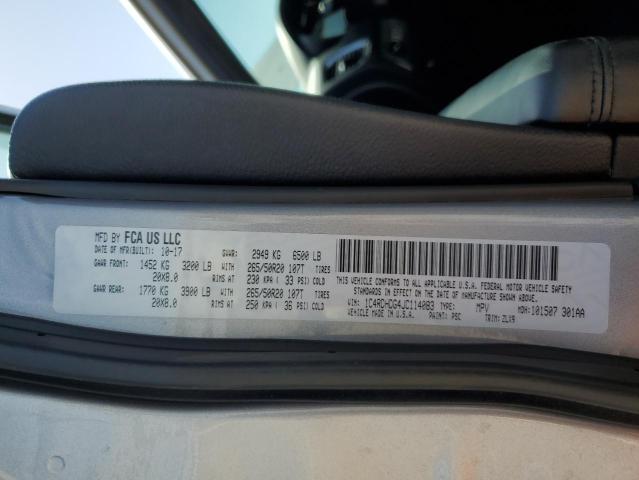 MFD BY FCA US LLC
DATE OF MFR(BUILT): 10-17 GVWR: 2949 KG 6500 LB
GAWR FRONT: 1452 KG 3200 LB WITH 265/50R20 107T TIRES
20X8.0 RIMS AT 230 KPA ( 33 PSI) COLD
GAWR REAR: 1770 KG 3900 LB WITH 265/50R20 107T TIRES
20X8.0 RIMS AT 250 KPA ( 36 PSI) COLD
THIS VEHICLE CONFORMS TO ALL APPLICABLE U.S.A. FEDERAL MOTOR VEHICLE SAFETY
STANDARDS IN EFFECT ON THE DATE OF MANUFACTURE SHOWN ABOVE.
VIN: 1C4RDHDG4JC114083 TYPE: MPV MDH: 101507 301AA
VEHICLE MADE IN U.S.A. PAINT: PSC TRIM: ZLX9